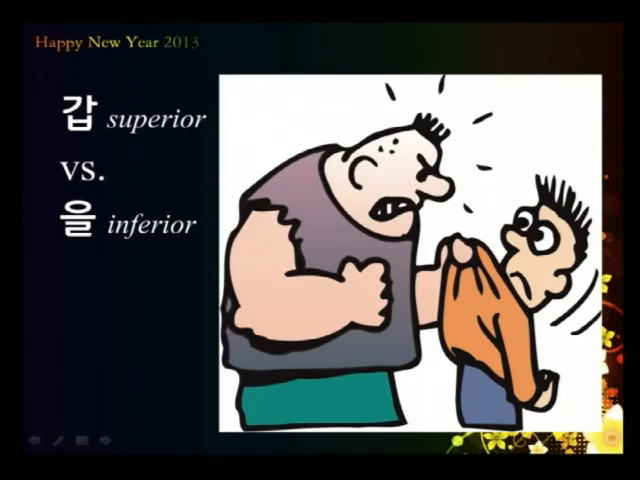 Happy New Year 2013
갑 superior
vs.
을 inferior